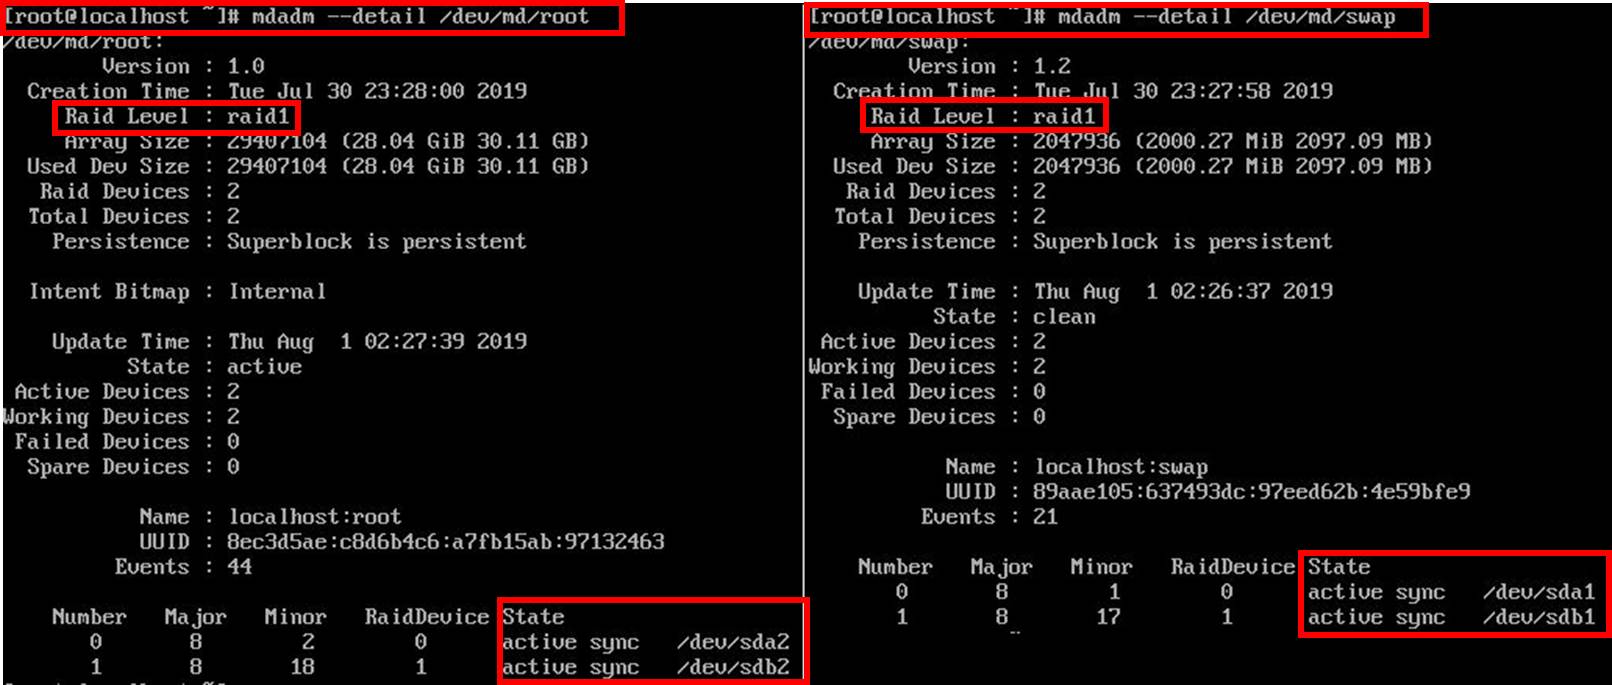 [root@localhost ~]# mdadm --detail /dev/md/root
/dev/md/root:
Version : 1.0
Creation Time : Tue Jul 30 23:28:00 2019
Raid Level : raid1
Array Size : 29407104 (28.04 GiB 30.11 GB)
Used Dev Size : 29407104 (28.04 GiB 30.11 GB)
Raid Devices : 2
Total Devices : 2
Persistence : Superblock is persistent
Intent Bitmap : Internal
Update Time : Thu Aug  1 02:27:39 2019
State : active
Active Devices : 2
Working Devices : 2
Failed Devices : 0
Spare Devices : 0
Name : localhost:root
UUID : 8ec3d5ae:c8d6b4c6:a7fb15ab:97132463
Events : 44
Number Major Minor RaidDevice State
0 8 2 0 active sync /dev/sda2
1 8 18 1 active sync /dev/sdb2
[root@localhost ~]# mdadm --detail /dev/md/swap
/dev/md/swap:
Version : 1.2
Creation Time : Tue Jul 30 23:27:58 2019
Raid Level : raid1
Array Size : 2047936 (2000.27 MiB 2097.09 MB)
Used Dev Size : 2047936 (2000.27 MiB 2097.09 MB)
Raid Devices : 2
Total Devices : 2
Persistence : Superblock is persistent
Update Time : Thu Aug  1 02:26:37 2019
State : clean
Active Devices : 2
Working Devices : 2
Failed Devices : 0
Spare Devices : 0
Name : localhost:swap
UUID : 89aae105:637493dc:97eed62b:4e59bfe9
Events : 21
Number Major Minor RaidDevice State
0 8 1 0 active sync /dev/sda1
1 8 17 1 active sync /dev/sdb1